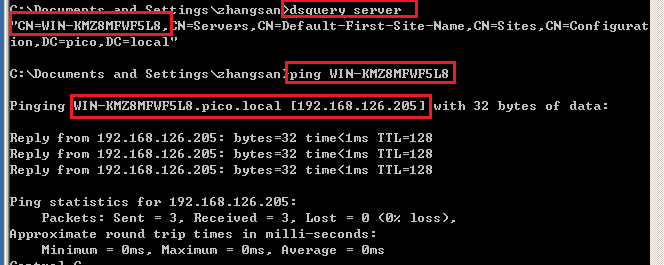 C:\Documents and Settings\zhangsan>dsquery server
"CN=WIN-KMZ8MFWF5L8,CN=Servers,CN=Default-First-Site-Name,CN=Sites,CN=Configurat
ion,DC=pico,DC=local"
C:\Documents and Settings\zhangsan>ping WIN-KMZ8MFWF5L8
Pinging WIN-KMZ8MFWF5L8.pico.local [192.168.126.205] with 32 bytes of data:
Reply from 192.168.126.205: bytes=32 time<1ms TTL=128
Reply from 192.168.126.205: bytes=32 time<1ms TTL=128
Reply from 192.168.126.205: bytes=32 time<1ms TTL=128
Ping statistics for 192.168.126.205:
    Packets: Sent = 3, Received = 3, Lost = 0 (0% loss),
Approximate round trip times in milli-seconds:
    Minimum = 0ms, Maximum = 0ms, Average = 0ms
Control-C